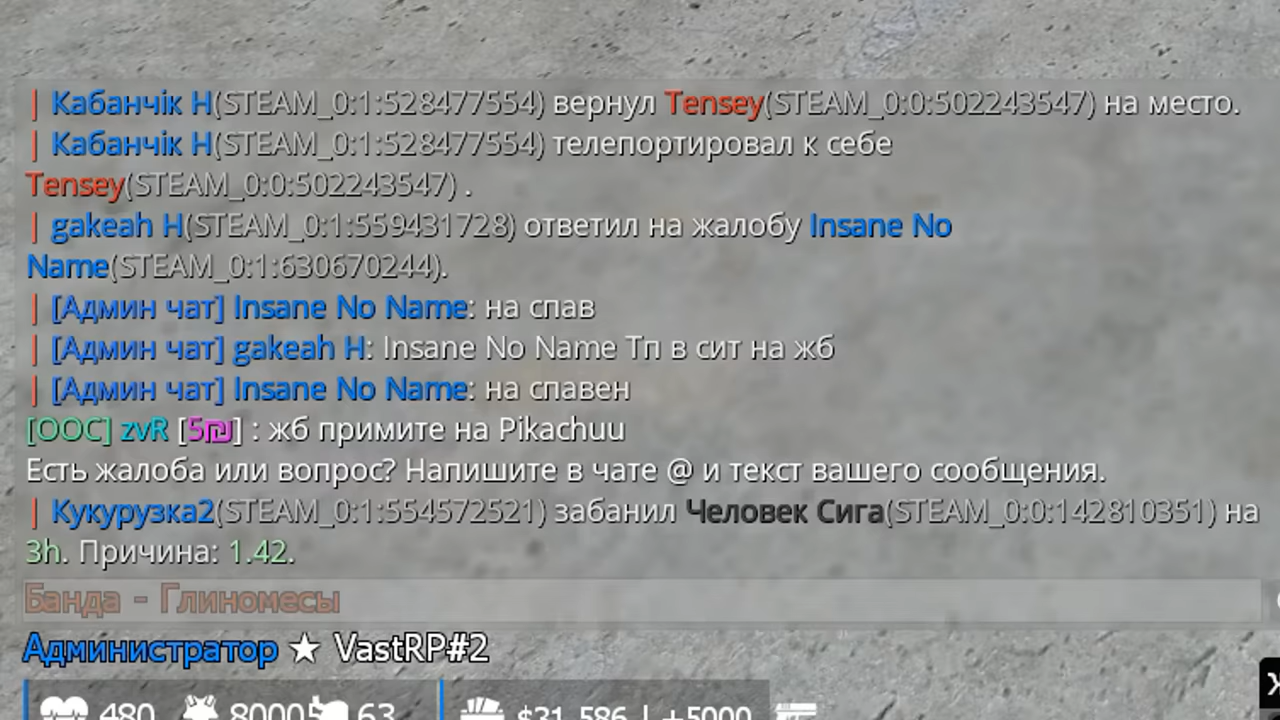 | Кабанчік Н(STEAM_0:1:528477554) вернул Tensey(STEAM_0:0:502243547) на место.
| Кабанчік Н(STEAM_0:1:528477554) телепортировал к себе
Tensey(STEAM_0:0:502243547) .
| gakeah H(STEAM_0:1:559431728) ответил на жалобу Insane No
Name(STEAM_0:1:630670244).
| [Админ чат] Insane No Name: на спав
| [Админ чат] gakeah H: Insane No Name Тп в сит на жб
| [Админ чат] Insane No Name: на спавен
[OOC] zvR [5₪] : жб примите на Pikachuu
Есть жалоба или вопрос? Напишите в чате @ и текст вашего сообщения.
| Кукурузка2(STEAM_0:1:554572521) забанил Человек Сига(STEAM_0:0:142810351) на
3h. Причина: 1.42.
Банда - Глиномесы
Администратор ★ VastRP#2
480 8000 63 $31,586 | +5000